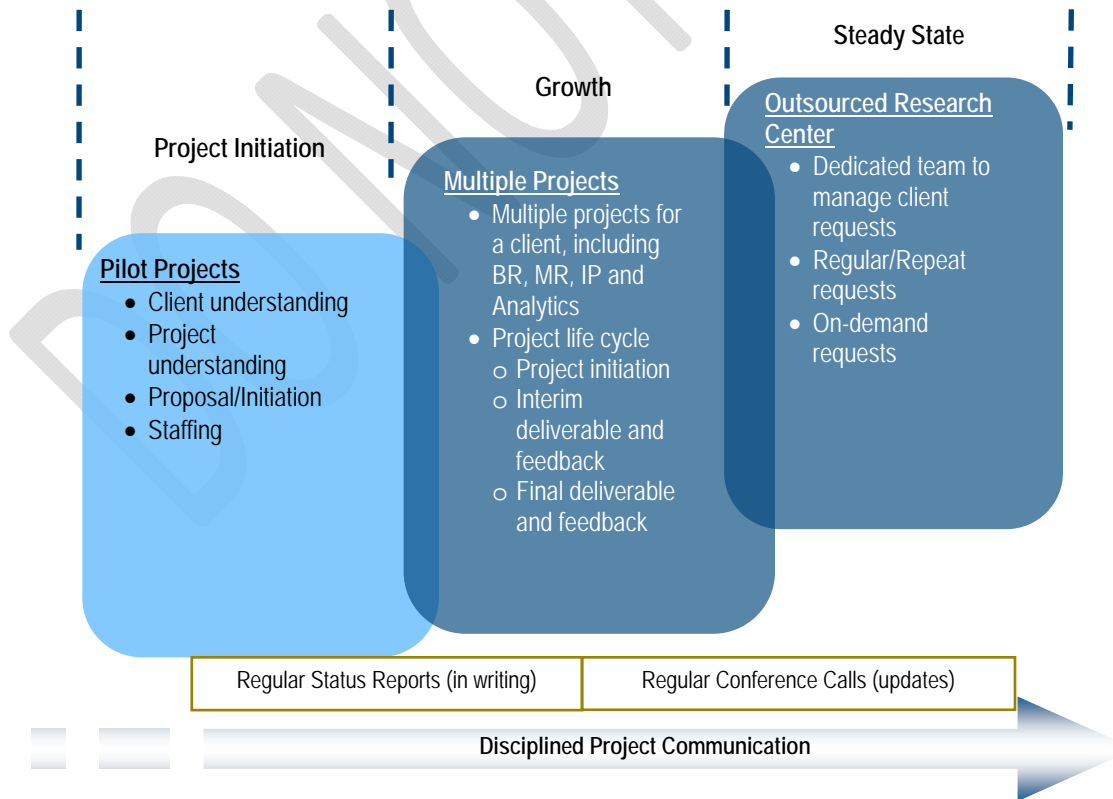 Project Initiation
Growth
Steady State
Pilot Projects
• Client understanding
• Project
understanding
• Proposal/Initiation
• Staffing
Multiple Projects
• Multiple projects for
a client, including
BR, MR, IP and
Analytics
• Project life cycle
o Project initiation
o Interim
deliverable and
feedback
o Final deliverable
and feedback
Outsourced Research
Center
• Dedicated team to
manage client
requests
• Regular/Repeat
requests
• On-demand
requests
Regular Status Reports (in writing)
Regular Conference Calls (updates)
Disciplined Project Communication